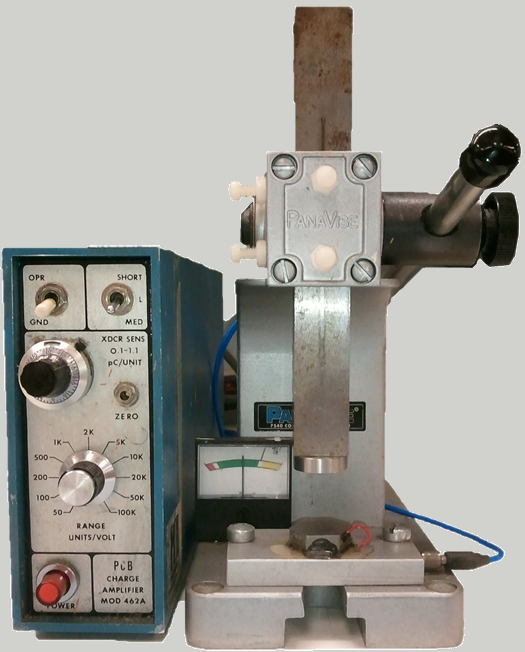 OPR
GND
SHORT
L
MED
XDCR SENS
0.1-1.1
pC/UNIT
ZERO
2K
1K
5K
500
10K
200
20K
100
50K
50
100K
RANGE
UNITS/VOLT
POWER
PCB
CHARGE
AMPLIFIER
MOD 462A
PANAVISE